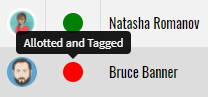 Natasha Romanov
Allotted and Tagged
Bruce Banner